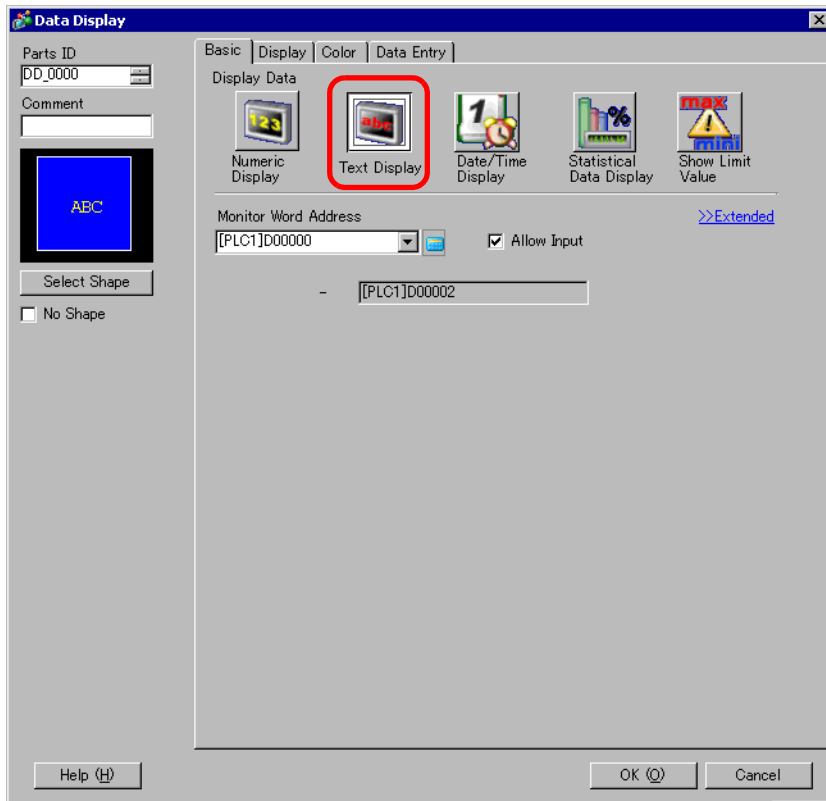 Data Display
Parts ID
DD_0000
Comment
ABC
Select Shape
No Shape
Basic Display Color Data Entry
Display Data
123 abc 1 % max mini
Numeric Display
Text Display
Date/Time Display
Statistical Data Display
Show Limit Value
Monitor Word Address
>>Extended
[PLC1]D00000
Allow Input
- [PLC1]D00002
Help (H)
OK (O)
Cancel